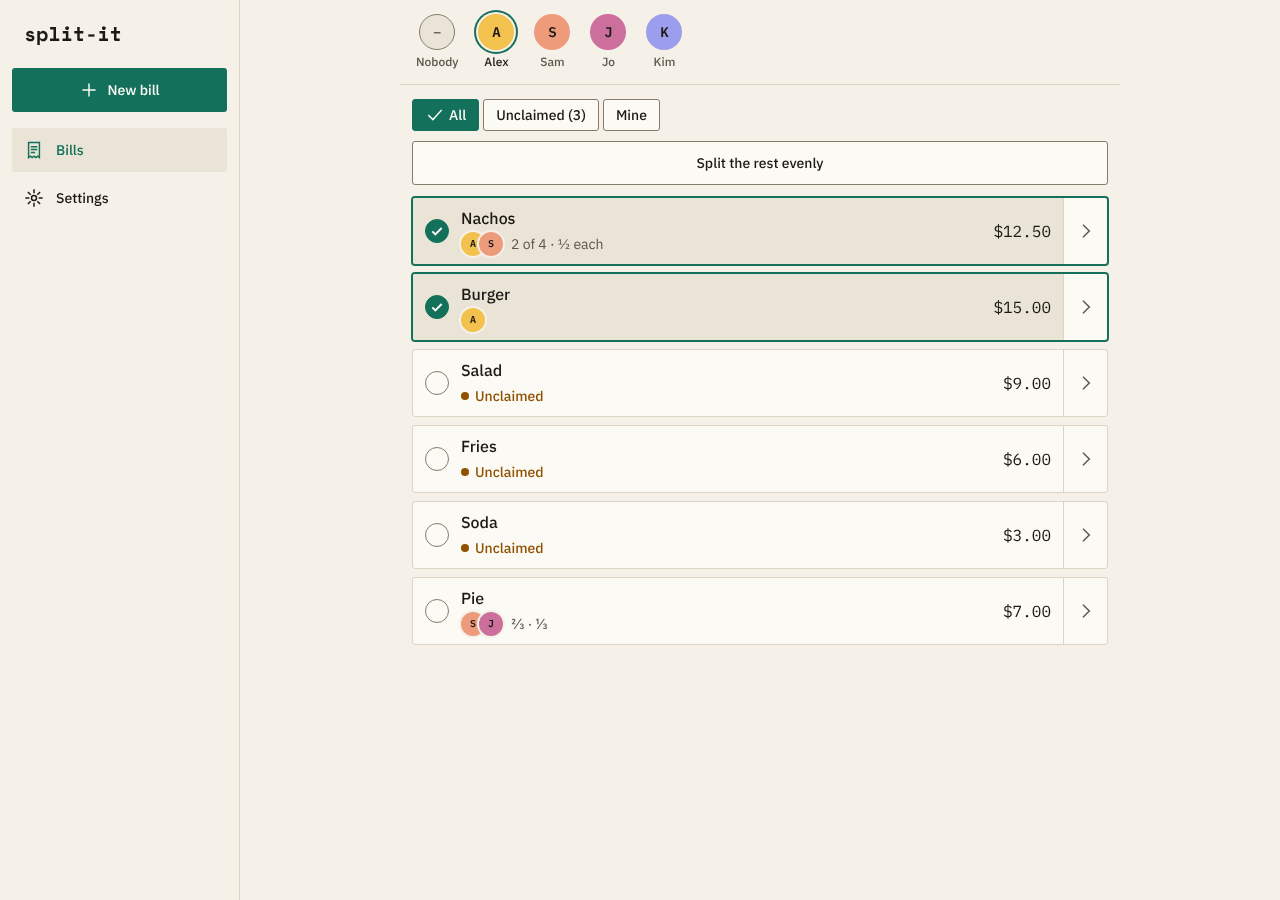 split-it
New bill
Bills
Settings
– A S J K
Nobody Alex Sam Jo Kim
All Unclaimed (3) Mine
Split the rest evenly
Nachos
A S 2 of 4 · ½ each
$12.50
Burger
A
$15.00
Salad
Unclaimed
$9.00
Fries
Unclaimed
$6.00
Soda
Unclaimed
$3.00
Pie
S J ⅔ · ⅓
$7.00